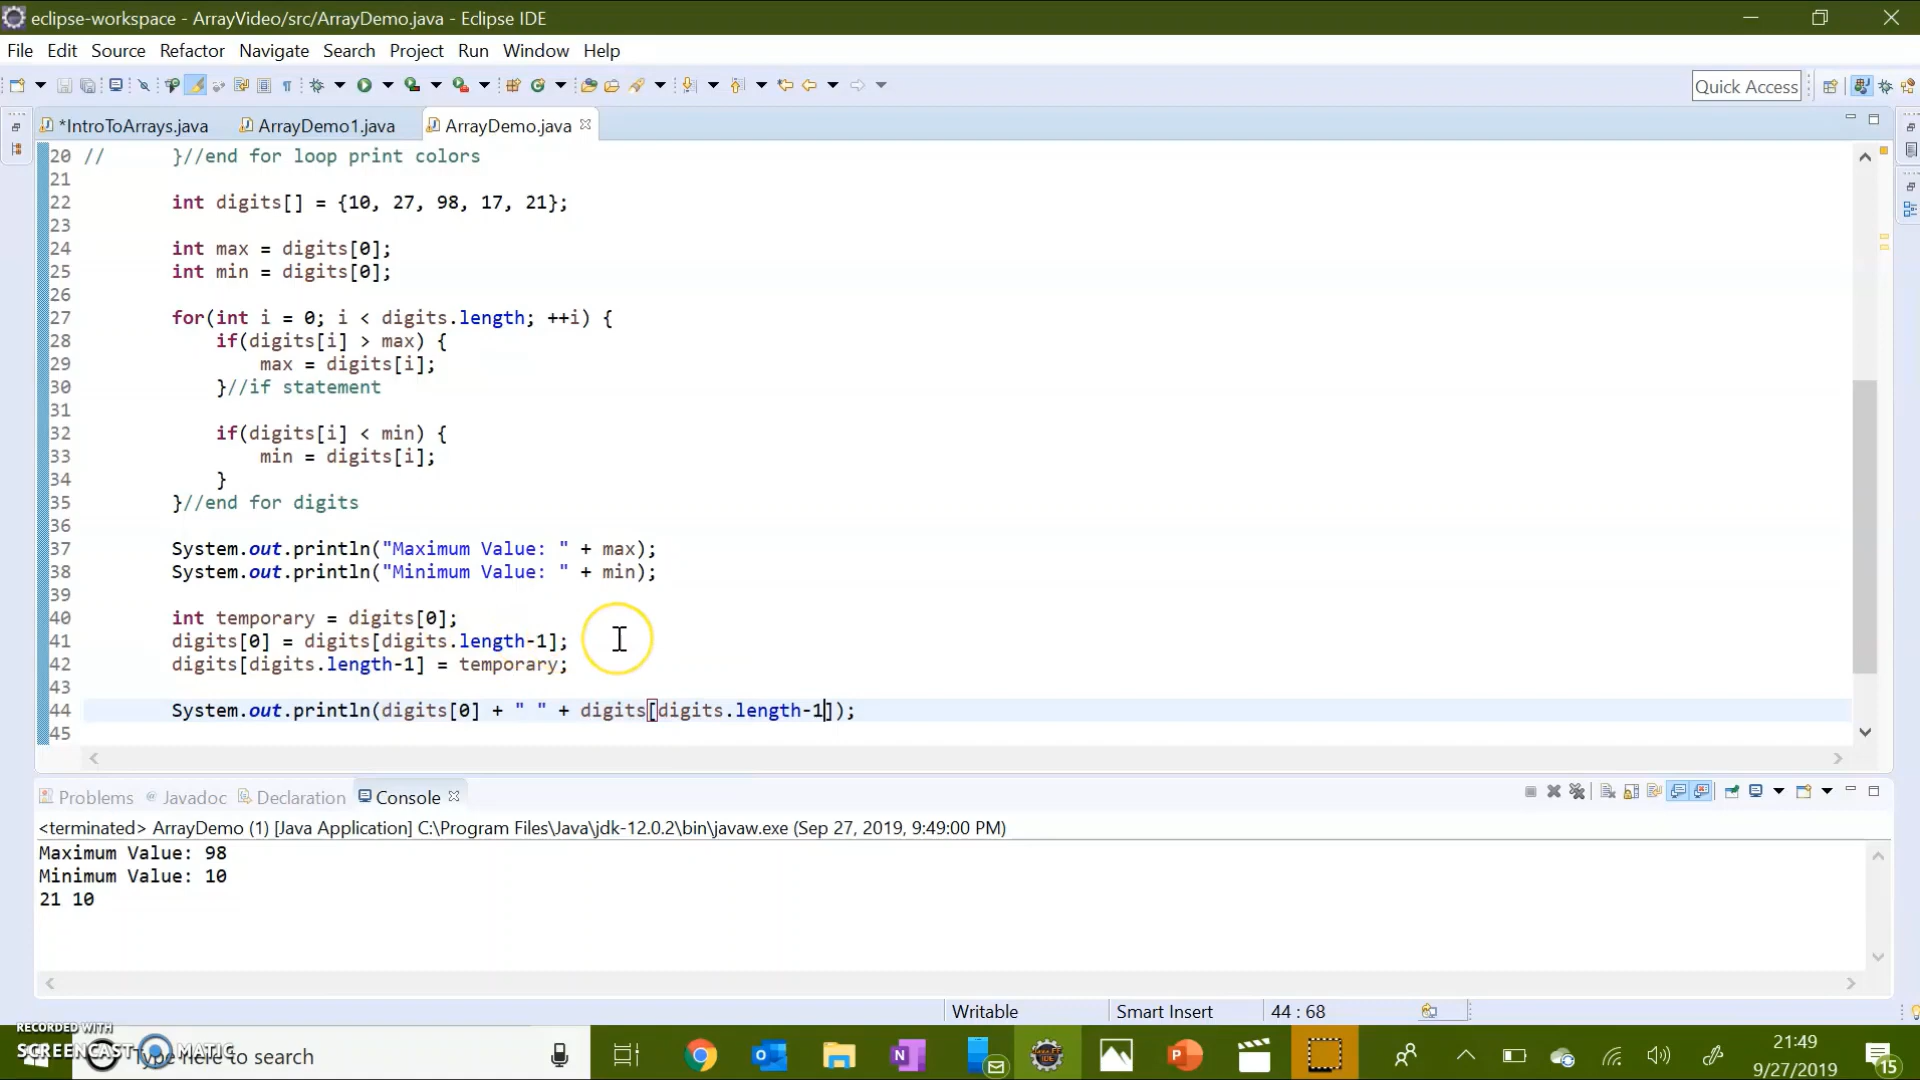 eclipse-workspace - ArrayVideo/src/ArrayDemo.java - Eclipse IDE
File Edit Source Refactor Navigate Search Project Run Window Help
Quick Access
*IntroToArrays.java ArrayDemo1.java ArrayDemo.java
20 // }//end for loop print colors
21
22 int digits[] = {10, 27, 98, 17, 21};
23
24 int max = digits[0];
25 int min = digits[0];
26
27 for(int i = 0; i < digits.length; ++i) {
28 if(digits[i] > max) {
29 max = digits[i];
30 }//if statement
31
32 if(digits[i] < min) {
33 min = digits[i];
34 }
35 }//end for digits
36
37 System.out.println("Maximum Value: " + max);
38 System.out.println("Minimum Value: " + min);
39
40 int temporary = digits[0];
41 digits[0] = digits[digits.length-1];
42 digits[digits.length-1] = temporary;
43
44 System.out.println(digits[0] + " " + digits[digits.length-1]);
45
Problems Javadoc Declaration Console
<terminated> ArrayDemo (1) [Java Application] C:\Program Files\Java\jdk-12.0.2\bin\javaw.exe (Sep 27, 2019, 9:49:00 PM)
Maximum Value: 98
Minimum Value: 10
21 10
Writable Smart Insert 44 : 68
RECORDED WITH
SCREENCAST MATIC
Type here to search
21:49
9/27/2019
15